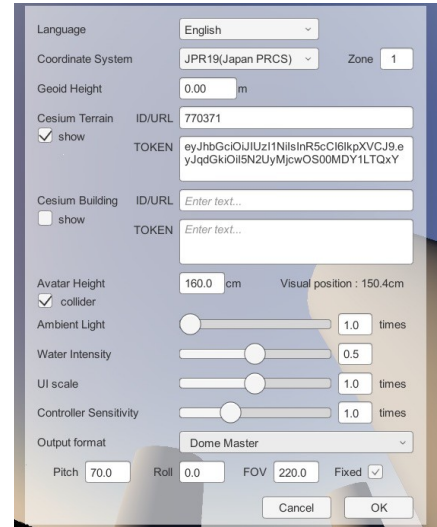 Language English
Coordinate System JPR19(Japan PRCS) Zone 1
Geoid Height 0.00 m
Cesium Terrain ID/URL 770371
show
TOKEN eyJhbGciOiJIUzI1NiIsInR5cCI6IkpXVCJ9.e
yJqdGkiOiI5N2UyMjcwOS00MDY1LTQxY
Cesium Building ID/URL Enter text...
show
TOKEN Enter text...
Avatar Height 160.0 cm Visual position : 150.4cm
collider
Ambient Light 1.0 times
Water Intensity 0.5
UI scale 1.0 times
Controller Sensitivity 1.0 times
Output format Dome Master
Pitch 70.0 Roll 0.0 FOV 220.0 Fixed
Cancel OK